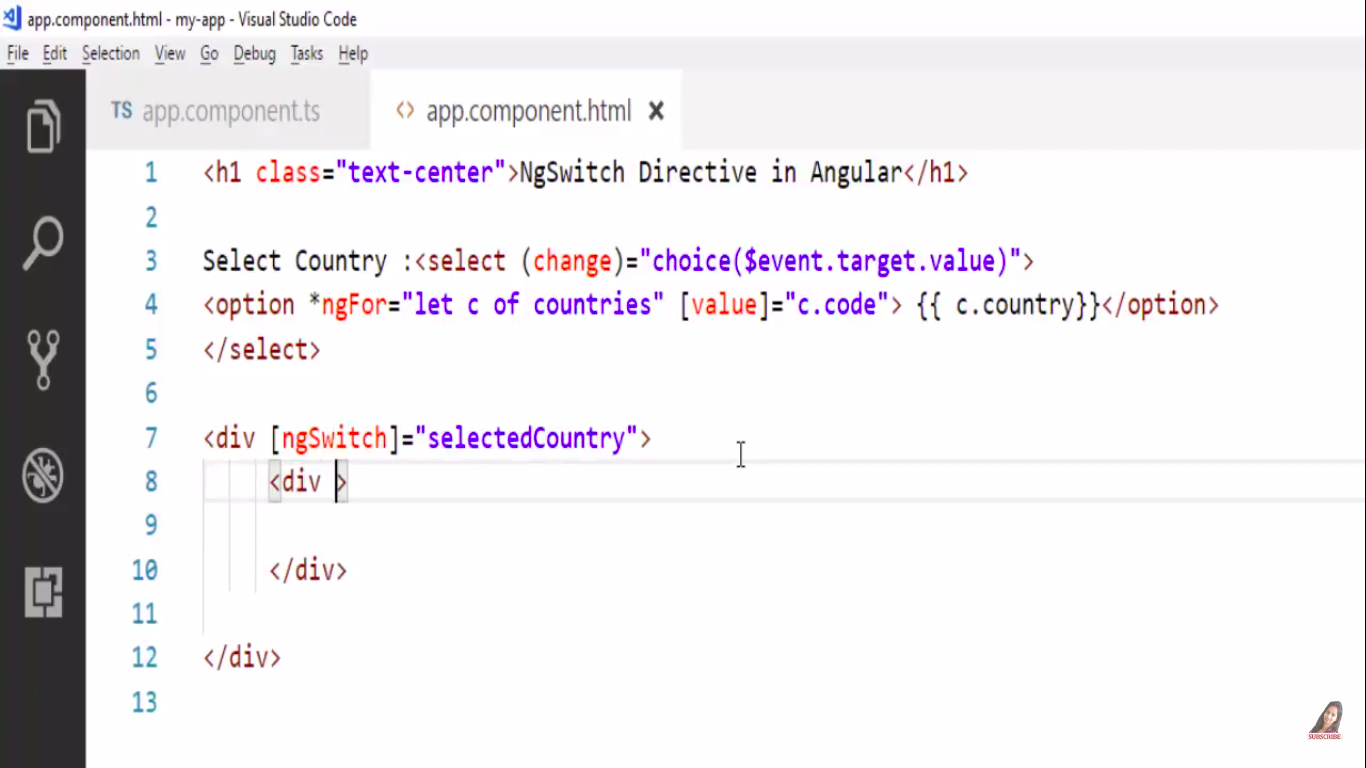 app.component.html - my-app - Visual Studio Code
File Edit Selection View Go Debug Tasks Help
TS app.component.ts <> app.component.html ×
1 <h1 class="text-center">NgSwitch Directive in Angular</h1>
2
3 Select Country :<select (change)="choice($event.target.value)">
4 <option *ngFor="let c of countries" [value]="c.code"> {{ c.country}}</option>
5 </select>
6
7 <div [ngSwitch]="selectedCountry">
8 <div >
9
10 </div>
11
12 </div>
13
SUBSCRIBE